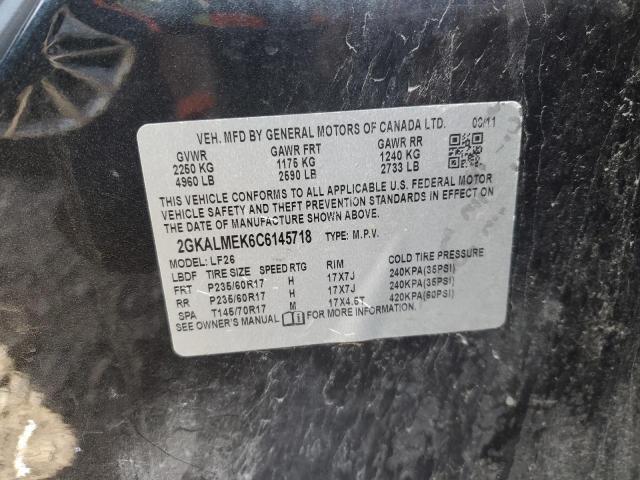 VEH. MFD BY GENERAL MOTORS OF CANADA LTD. 09/11
GVWR GAWR FRT GAWR RR
2250 KG 1175 KG 1240 KG
4960 LB 2590 LB 2733 LB
THIS VEHICLE CONFORMS TO ALL APPLICABLE U.S. FEDERAL MOTOR
VEHICLE SAFETY AND THEFT PREVENTION STANDARDS IN EFFECT ON
THE DATE OF MANUFACTURE SHOWN ABOVE.
2GKALMEK6C6145718 TYPE: M.P.V.
MODEL: LF26
LBDF TIRE SIZE SPEED RTG RIM COLD TIRE PRESSURE
FRT P235/60R17 H 17X7J 240KPA(35PSI)
RR P235/60R17 H 17X7J 240KPA(35PSI)
SPA T145/70R17 M 17X4.5T 420KPA(60PSI)
SEE OWNER'S MANUAL FOR MORE INFORMATION.